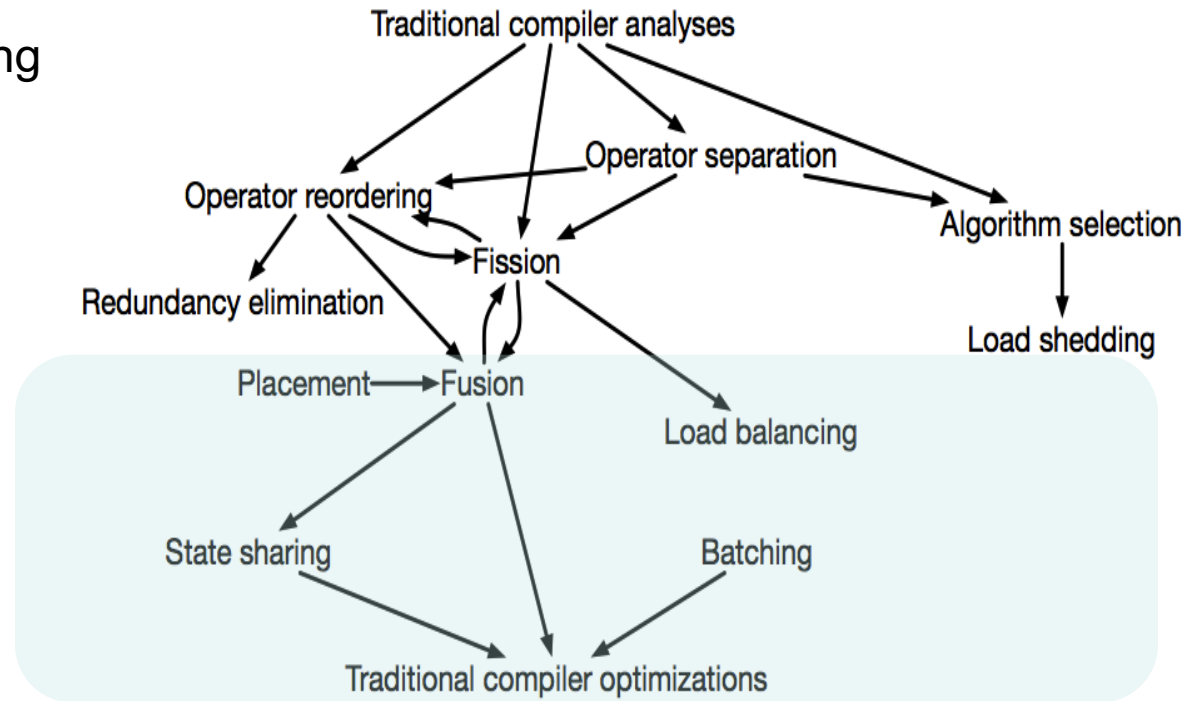 Traditional compiler analyses
ng
Operator separation
Operator reordering
Algorithm selection
Fission
Redundancy elimination
Load shedding
Placement
Fusion
Load balancing
State sharing
Batching
Traditional compiler optimizations